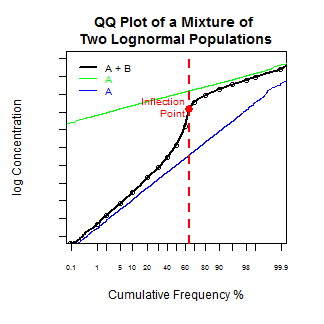 QQ Plot of a Mixture of
Two Lognormal Populations
A + B
A
A
Inflection
Point
log Concentration
0.1 1 5 10 20 40 60 80 90 98 99.9
Cumulative Frequency %